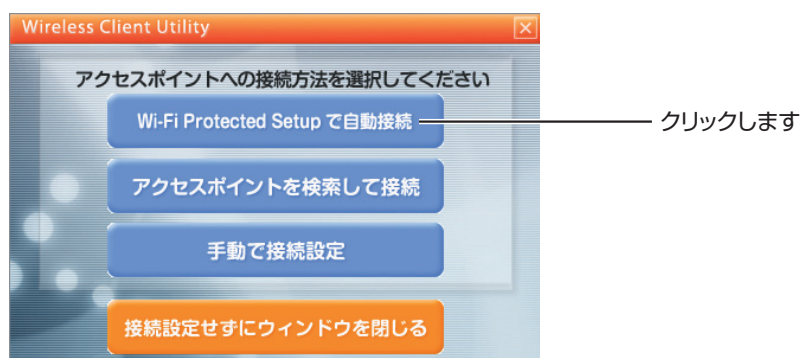 Wireless Client Utility
アクセスポイントへの接続方法を選択してください
Wi-Fi Protected Setup で自動接続
クリックします
アクセスポイントを検索して接続
手動で接続設定
接続設定せずにウィンドウを閉じる